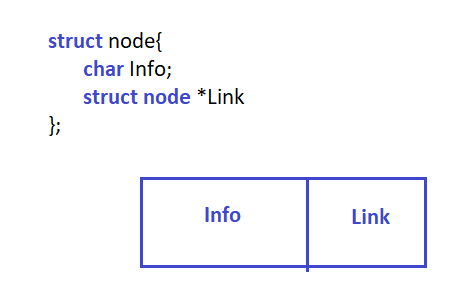 struct node{
char Info;
struct node *Link
};
Info Link